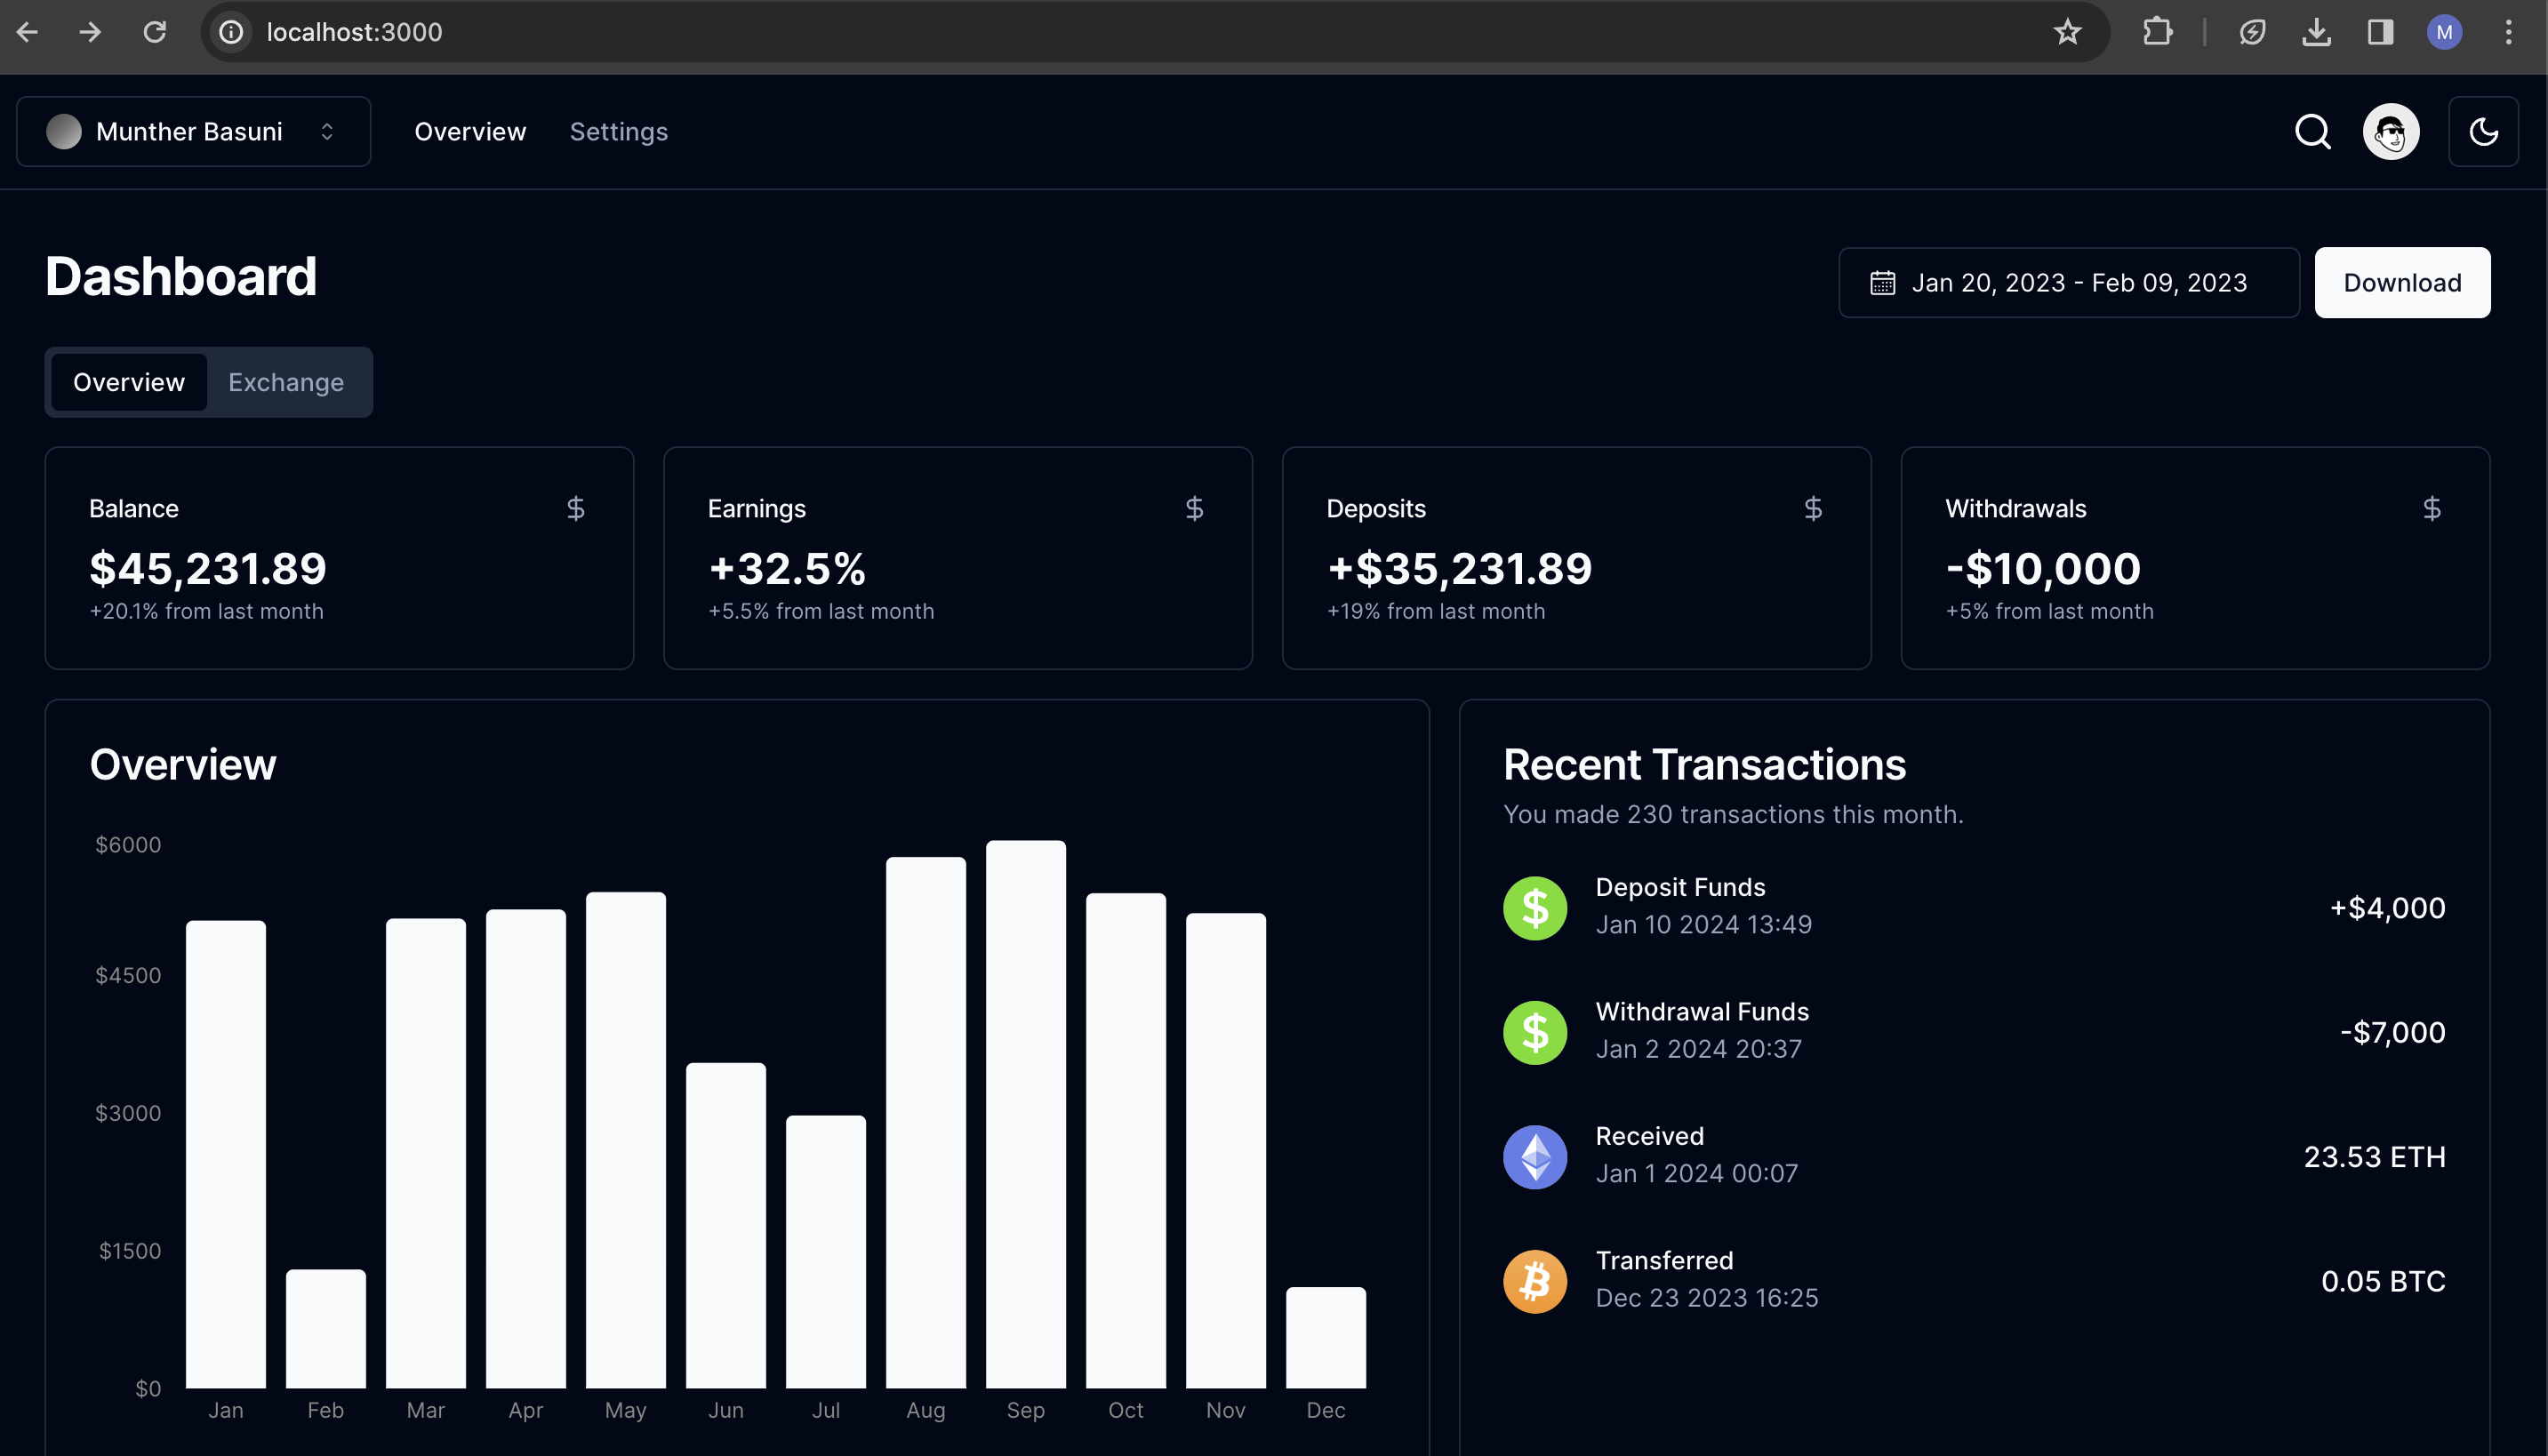 localhost:3000
M
Munther Basuni
Overview
Settings
Dashboard
Jan 20, 2023 - Feb 09, 2023
Download
Overview
Exchange
Balance
$
$45,231.89
+20.1% from last month
Earnings
$
+32.5%
+5.5% from last month
Deposits
$
+$35,231.89
+19% from last month
Withdrawals
$
-$10,000
+5% from last month
Overview
$6000
$4500
$3000
$1500
$0
Jan
Feb
Mar
Apr
May
Jun
Jul
Aug
Sep
Oct
Nov
Dec
Recent Transactions
You made 230 transactions this month.
$
Deposit Funds
Jan 10 2024 13:49
+$4,000
$
Withdrawal Funds
Jan 2 2024 20:37
-$7,000
Received
Jan 1 2024 00:07
23.53 ETH
Transferred
Dec 23 2023 16:25
0.05 BTC